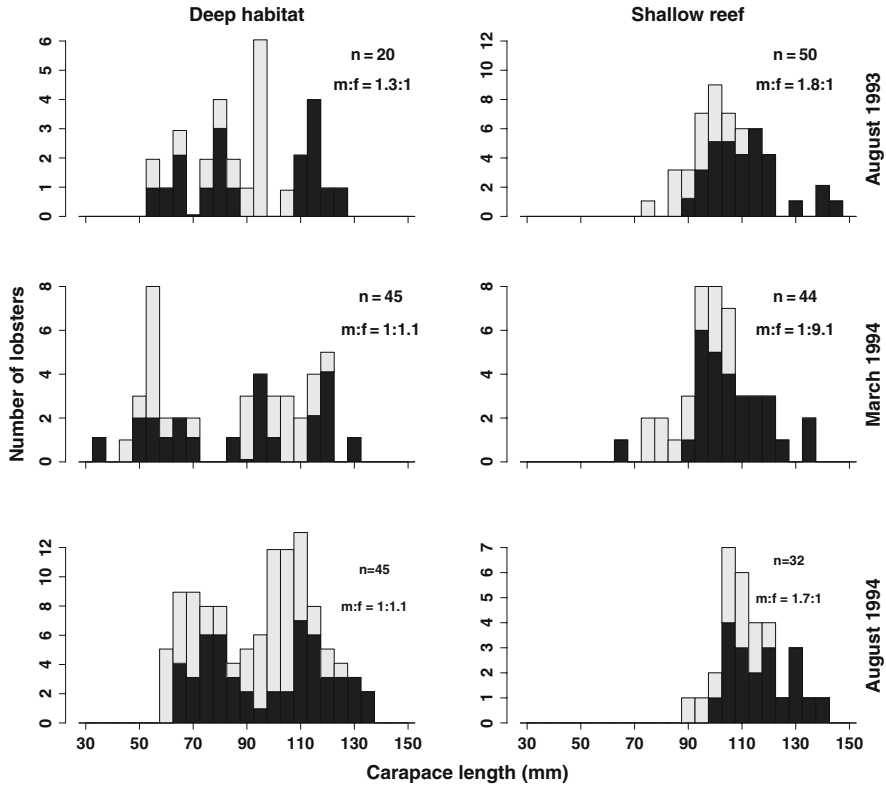 Deep habitat
Shallow reef
6
5
4
3
2
1
0
n = 20
m:f = 1.3:1
12
10
8
6
4
2
0
n = 50
m:f = 1.8:1
August 1993
Number of lobsters
8
6
4
2
0
n = 45
m:f = 1:1.1
8
6
4
2
0
n = 44
m:f = 1:9.1
March 1994
12
10
8
6
4
2
0
n=45
m:f = 1:1.1
7
6
5
4
3
2
1
0
n=32
m:f = 1.7:1
August 1994
30 50 70 90 110 130 150
30 50 70 90 110 130 150
Carapace length (mm)